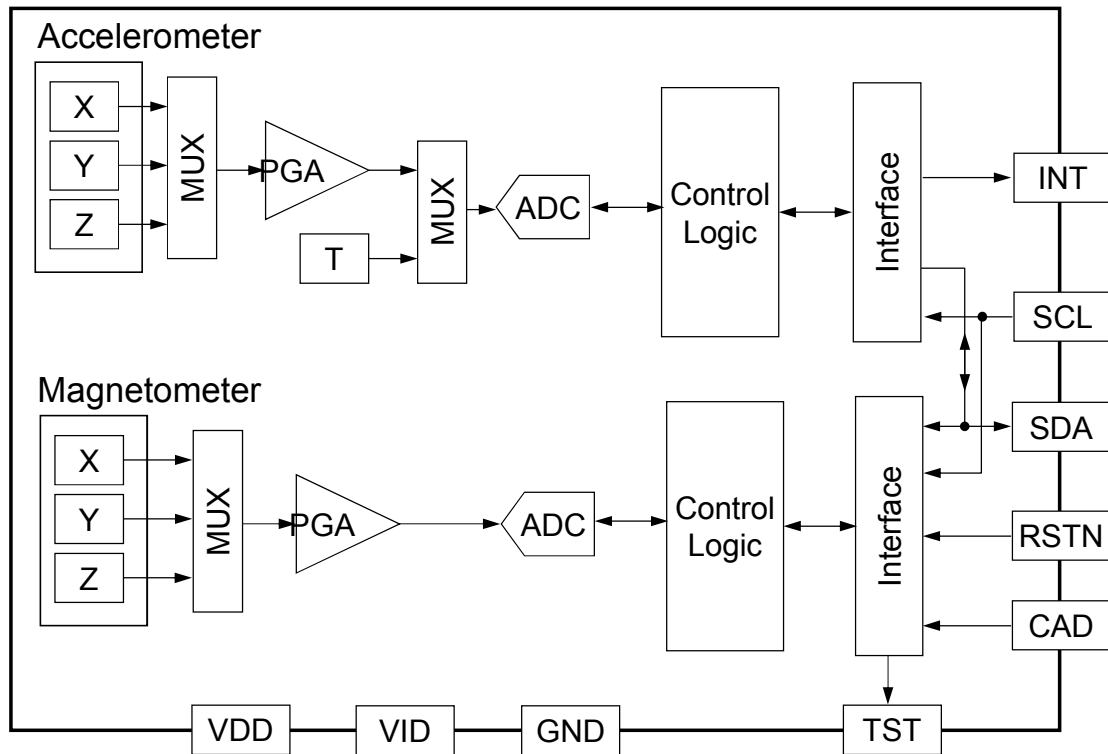 Accelerometer
X
Y
Z
MUX
PGA
T
MUX
ADC
Control
Logic
Interface
INT
SCL
Magnetometer
X
Y
Z
MUX
PGA
ADC
Control
Logic
Interface
SDA
RSTN
CAD
VDD
VID
GND
TST